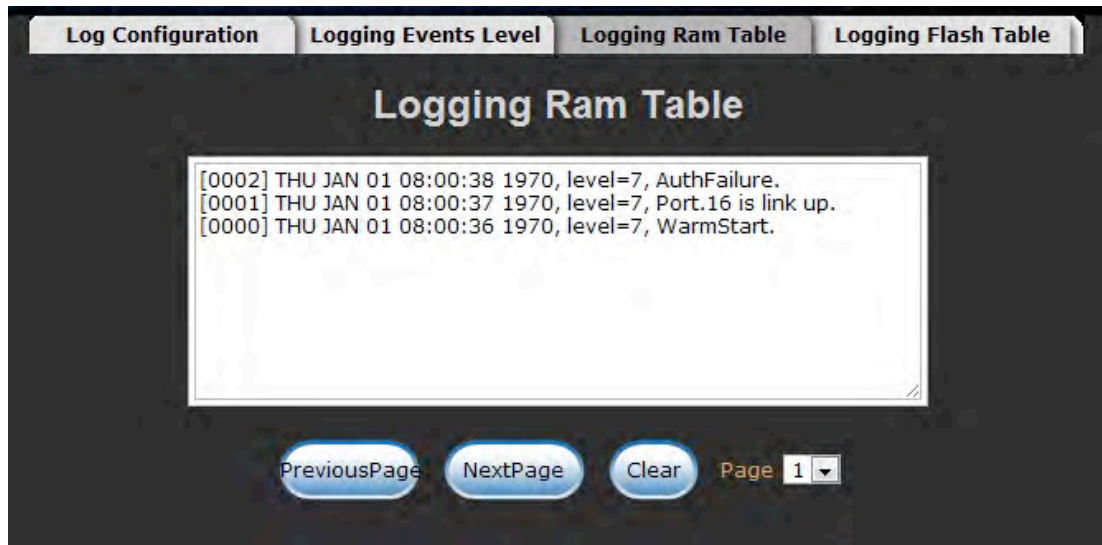 Log Configuration Logging Events Level Logging Ram Table Logging Flash Table
Logging Ram Table
[0002] THU JAN 01 08:00:38 1970, level=7, AuthFailure.
[0001] THU JAN 01 08:00:37 1970, level=7, Port.16 is link up.
[0000] THU JAN 01 08:00:36 1970, level=7, WarmStart.
PreviousPage NextPage Clear Page 1